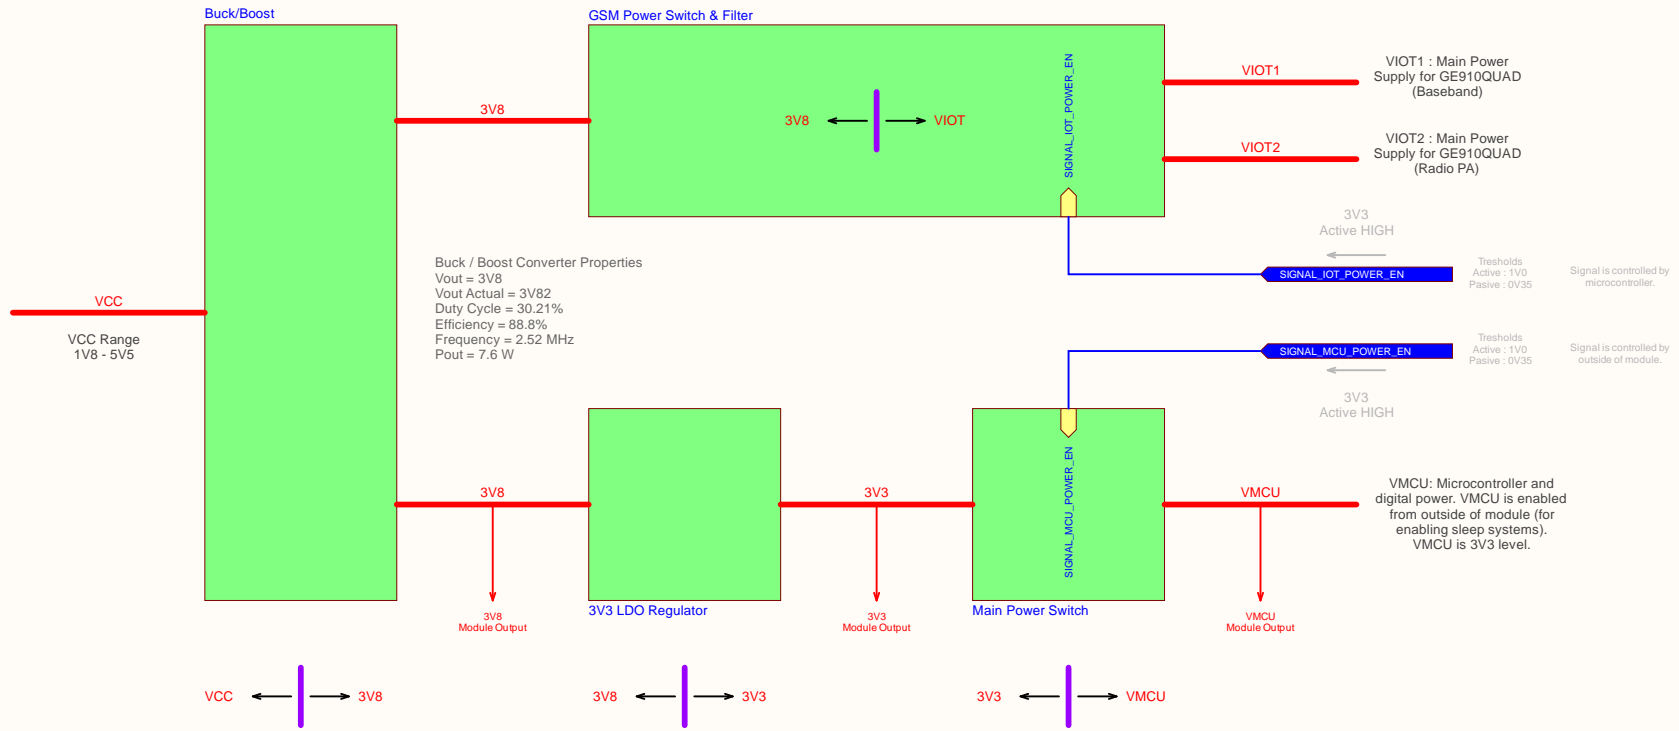 Buck/Boost
GSM Power Switch & Filter
SIGNAL_IOT_POWER_EN
3V8
3V8
VIOT
VIOT1
VIOT1 : Main Power
Supply for GE910QUAD
(Baseband)
VIOT2
VIOT2 : Main Power
Supply for GE910QUAD
(Radio PA)
3V3
Active HIGH
SIGNAL_IOT_POWER_EN
Tresholds
Active : 1V0
Pasive : 0V35
Signal is controlled by
microcontroller.
Buck / Boost Converter Properties
Vout = 3V8
Vout Actual = 3V82
Duty Cycle = 30.21%
Efficiency = 88.8%
Frequency = 2.52 MHz
Pout = 7.6 W
VCC
VCC Range
1V8 - 5V5
SIGNAL_MCU_POWER_EN
Tresholds
Active : 1V0
Pasive : 0V35
Signal is controlled by
outside of module.
3V3
Active HIGH
3V8
3V3
SIGNAL_MCU_POWER_EN
VMCU
VMCU: Microcontroller and
digital power. VMCU is enabled
from outside of module (for
enabling sleep systems).
VMCU is 3V3 level.
3V3 LDO Regulator
Main Power Switch
3V8
Module Output
3V3
Module Output
VMCU
Module Output
VCC
3V8
3V8
3V3
3V3
VMCU